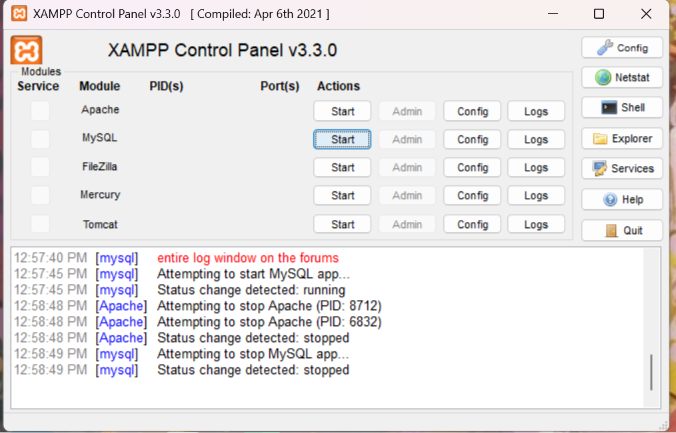 XAMPP Control Panel v3.3.0 [ Compiled: Apr 6th 2021 ]
XAMPP Control Panel v3.3.0
Config
Modules
Service Module PID(s) Port(s) Actions
Netstat
Apache Start Admin Config Logs
Shell
MySQL Start Admin Config Logs
Explorer
FileZilla Start Admin Config Logs
Services
Mercury Start Admin Config Logs
Help
Tomcat Start Admin Config Logs
Quit
12:57:40 PM [mysql] entire log window on the forums
12:57:45 PM [mysql] Attempting to start MySQL app...
12:57:45 PM [mysql] Status change detected: running
12:58:48 PM [Apache] Attempting to stop Apache (PID: 8712)
12:58:48 PM [Apache] Attempting to stop Apache (PID: 6832)
12:58:48 PM [Apache] Status change detected: stopped
12:58:49 PM [mysql] Attempting to stop MySQL app...
12:58:49 PM [mysql] Status change detected: stopped